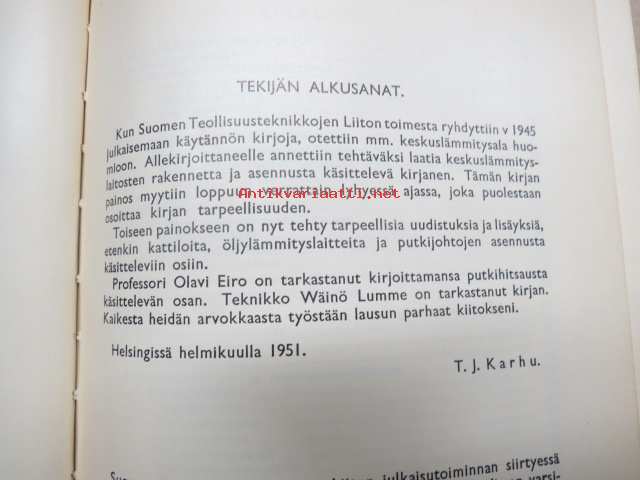 TEKIJÄN ALKUSANAT.
Kun Suomen Teollisuusteknikkojen Liiton toimesta ryhdyttiin v 1945
julkaisemaan käytännön kirjoja, otettiin mm. keskuslämmitysala huo-
mioon. Allekirjoittaneelle annettiin tehtäväksi laatia keskuslämmitys-
laitosten rakennetta ja asennusta käsittelevä kirjanen. Tämän kirjan
painos myytiin loppuun verrattain lyhyessä ajassa, joka puolestaan
Antikvariaatti.net
osoittaa kirjan tarpeellisuuden.
Toiseen painokseen on nyt tehty tarpeellisia uudistuksia ja lisäyksiä,
etenkin kattiloita, öljylämmityslaitteita ja putkijohtojen asennusta
käsitteleviin osiin.
Professori Olavi Eiro on tarkastanut kirjoittamansa putkihitsausta
käsittelevän osan. Teknikko Wäinö Lumme on tarkastanut kirjan.
Kaikesta heidän arvokkaasta työstään lausun parhaat kiitokseni.
Helsingissä helmikuulla 1951.
T. J. Karhu.
julkaisutoiminnan siirtyessä
varsi-